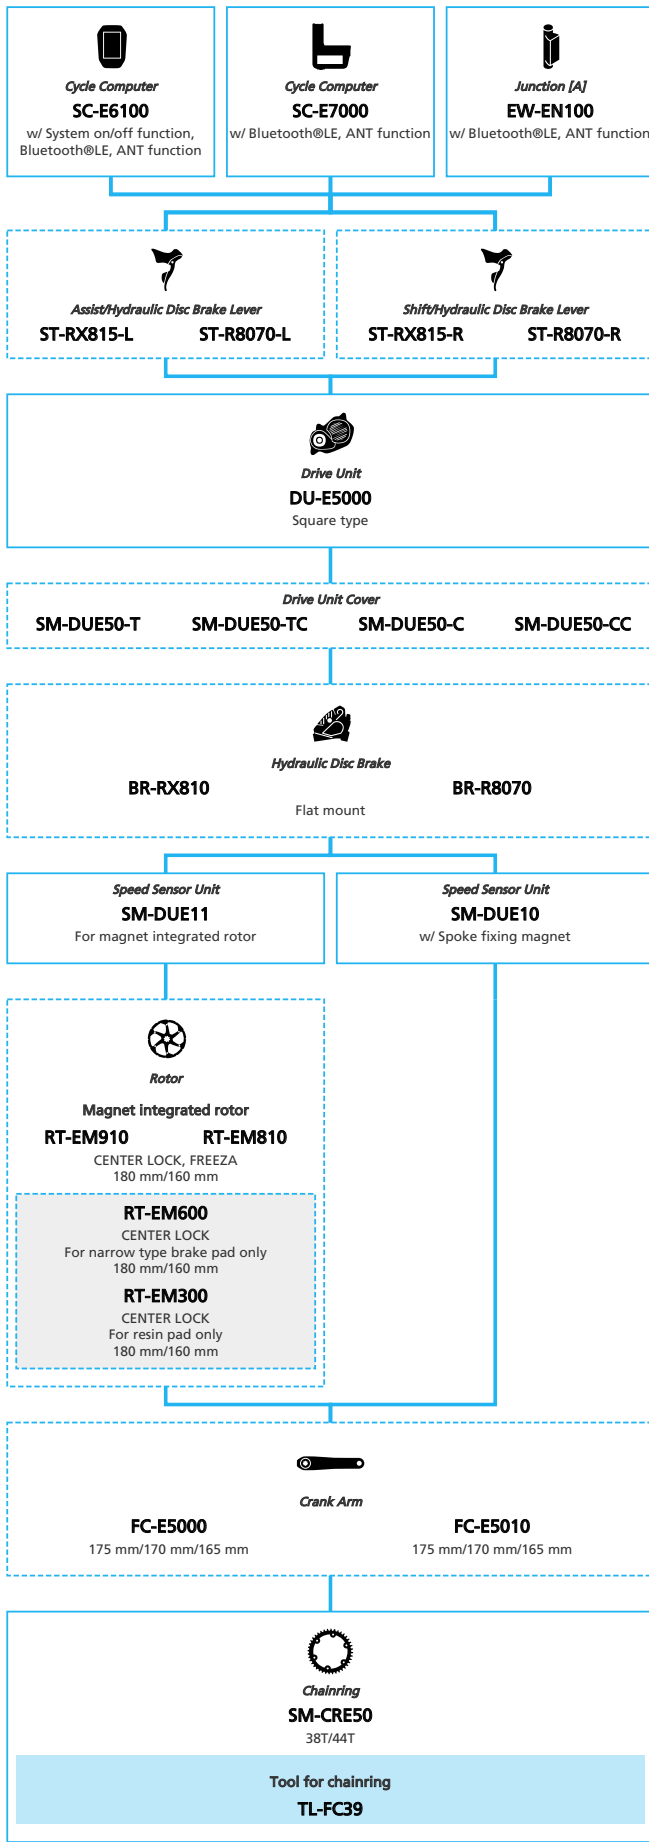 Cycle Computer
SC-E6100
w/ System on/off function,
Bluetooth®LE, ANT function
Cycle Computer
SC-E7000
w/ Bluetooth®LE, ANT function
Junction [A]
EW-EN100
w/ Bluetooth®LE, ANT function
Assist/Hydraulic Disc Brake Lever
ST-RX815-L ST-R8070-L
Shift/Hydraulic Disc Brake Lever
ST-RX815-R ST-R8070-R
Drive Unit
DU-E5000
Square type
Drive Unit Cover
SM-DUE50-T SM-DUE50-TC SM-DUE50-C SM-DUE50-CC
Hydraulic Disc Brake
BR-RX810 BR-R8070
Flat mount
Speed Sensor Unit
SM-DUE11
For magnet integrated rotor
Speed Sensor Unit
SM-DUE10
w/ Spoke fixing magnet
Rotor
Magnet integrated rotor
RT-EM910 RT-EM810
CENTER LOCK, FREEZA
180 mm/160 mm
RT-EM600
CENTER LOCK
For narrow type brake pad only
180 mm/160 mm
RT-EM300
CENTER LOCK
For resin pad only
180 mm/160 mm
Crank Arm
FC-E5000 FC-E5010
175 mm/170 mm/165 mm 175 mm/170 mm/165 mm
Chainring
SM-CRE50
38T/44T
Tool for chainring
TL-FC39